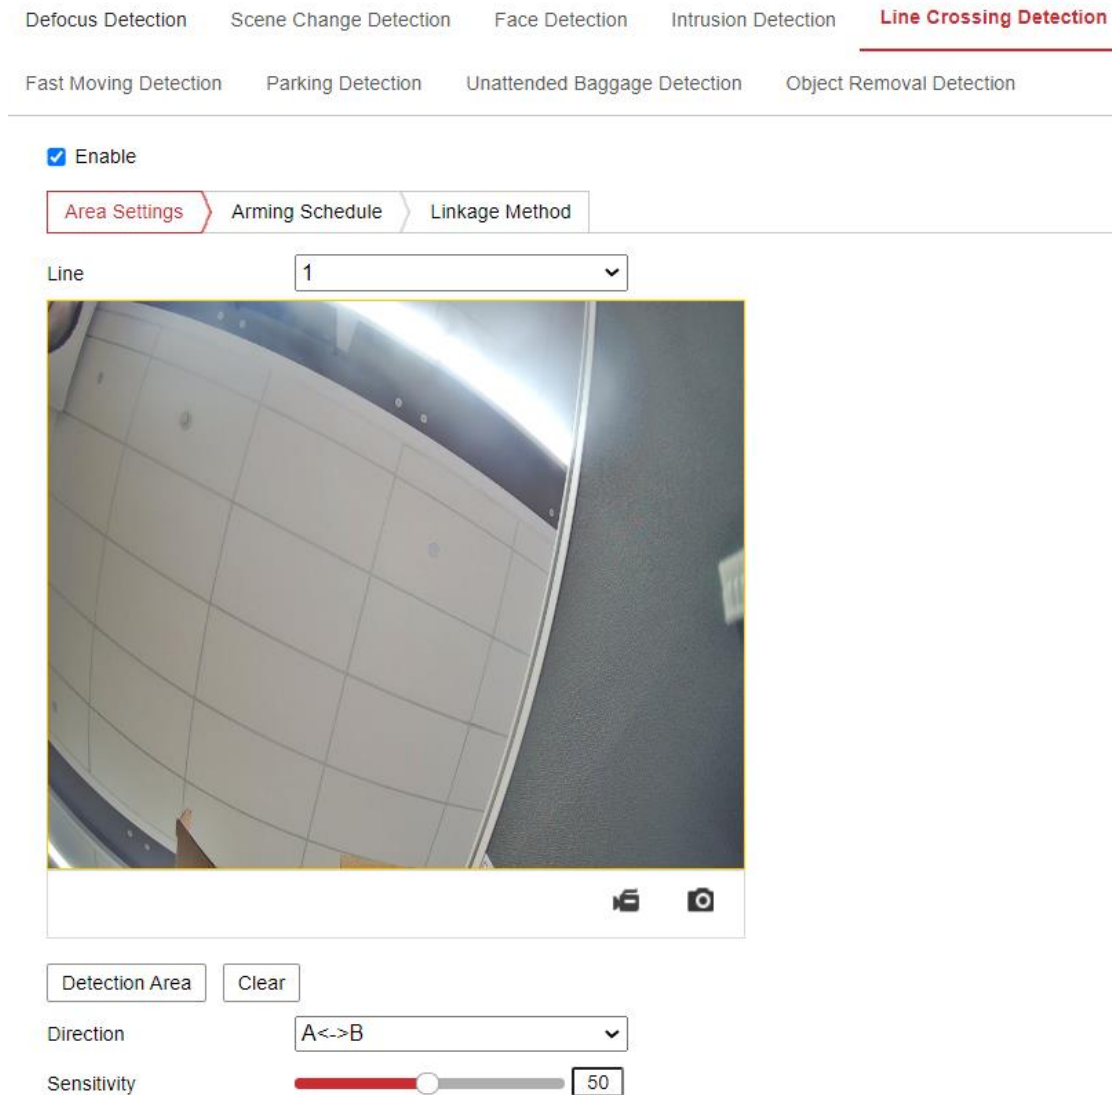 Defocus Detection Scene Change Detection Face Detection Intrusion Detection Line Crossing Detection
Fast Moving Detection Parking Detection Unattended Baggage Detection Object Removal Detection
Enable
Area Settings Arming Schedule Linkage Method
Line 1
Detection Area Clear
Direction A<->B
Sensitivity 50